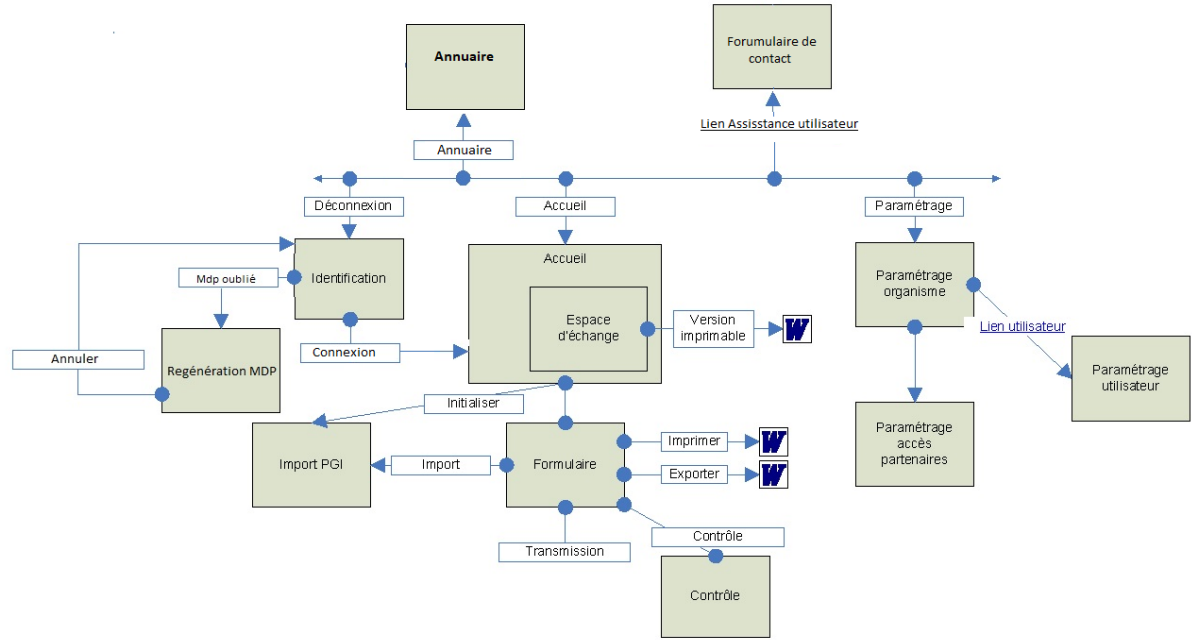 Annuaire
Forumulaire de
contact
Lien Assisstance utilisateur
Annuaire
Déconnexion
Accueil
Paramétrage
Identification
Accueil
Paramétrage
organisme
Mdp oublié
Espace
d'échange
Version
imprimable
W
Lien utilisateur
Connexion
Annuler
Regénération MDP
Paramétrage
utilisateur
Initialiser
Paramétrage
accès
partenaires
Import PGI
Import
Formulaire
Imprimer
W
Exporter
W
Transmission
Contrôle
Contrôle